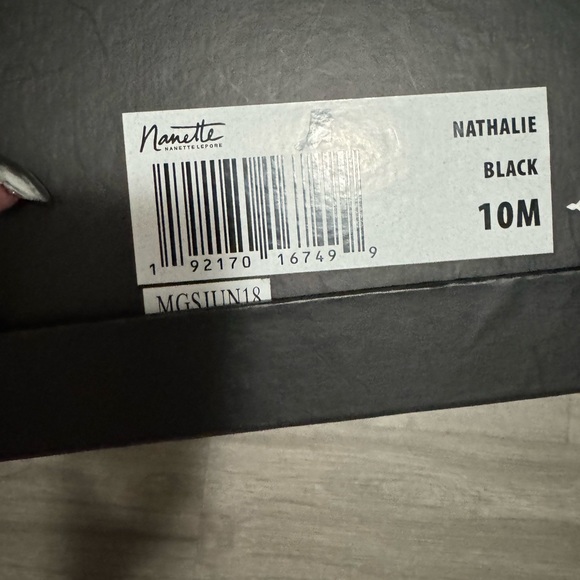 Nanette
NANETTE LEPORE
NATHALIE
BLACK
10M
1 92170 16749 9
MGSJUN18